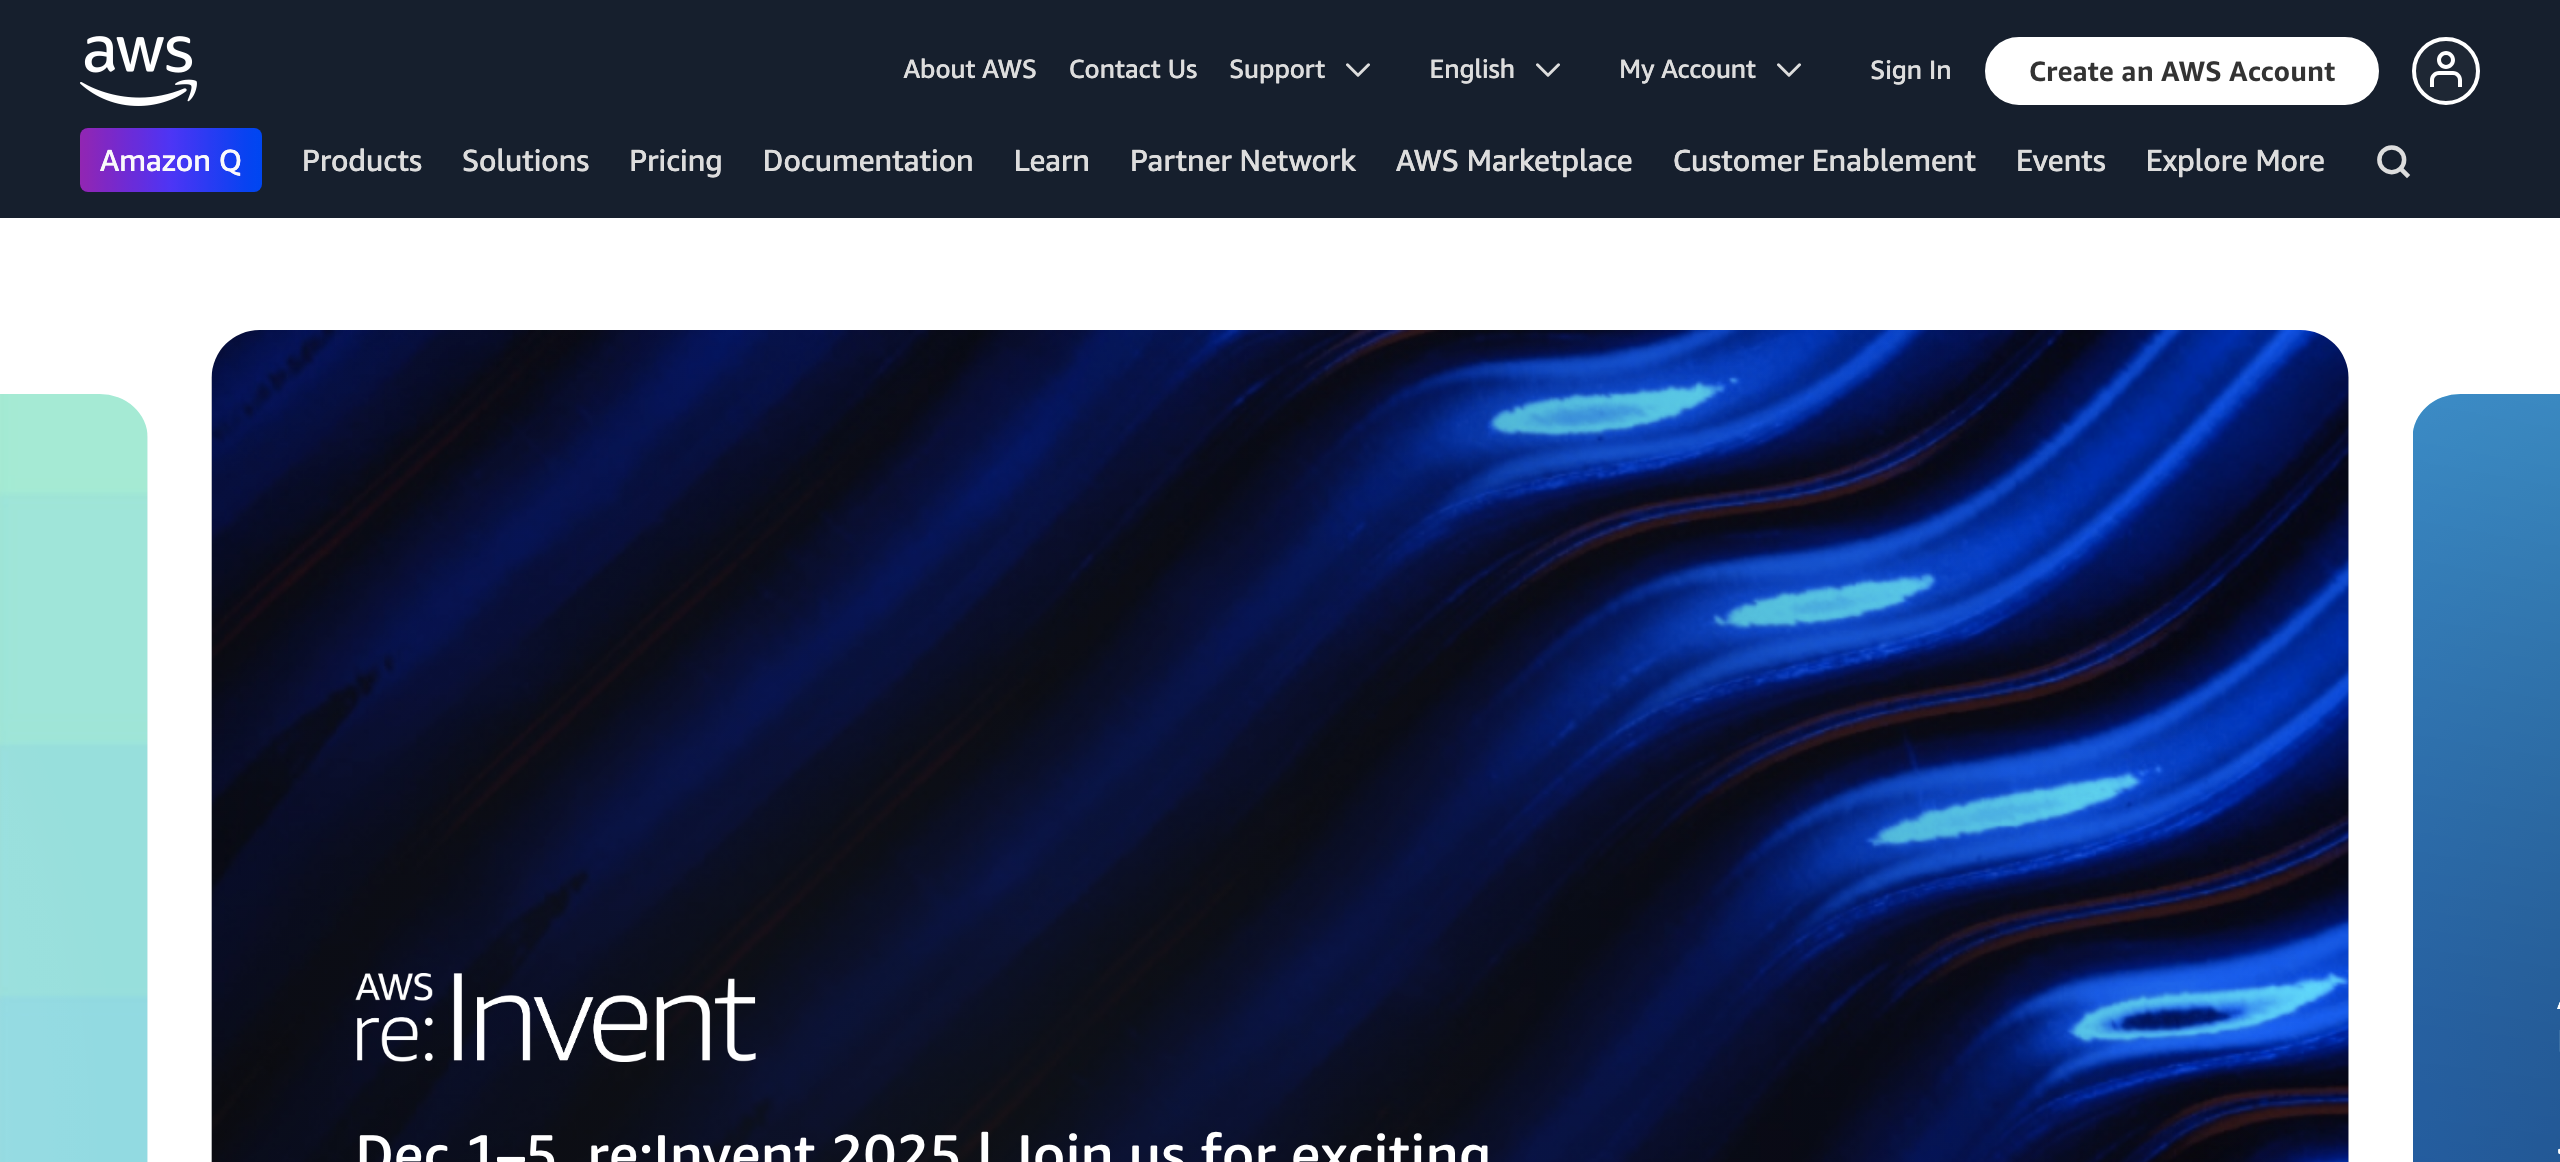 aws
About AWS Contact Us Support English My Account Sign In Create an AWS Account
Amazon Q Products Solutions Pricing Documentation Learn Partner Network AWS Marketplace Customer Enablement Events Explore More
AWS
re:Invent
Dec 1–5, re:Invent 2025 | Join us for exciting